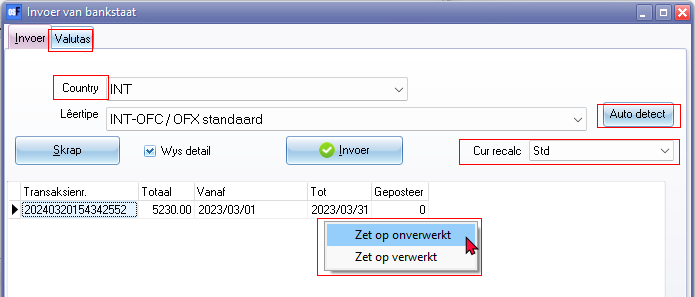 Invoer van bankstaat
Invoer Valutas
Country INT
Lêertipe INT-OFC / OFX standaard Auto detect
Skrap Wys detail Invoer Cur recalc Std
Transaksienr. Totaal Vanaf Tot Geposteer
20240320154342552 5230.00 2023/03/01 2023/03/31 0
Zet op onverwerkt
Zet op verwerkt